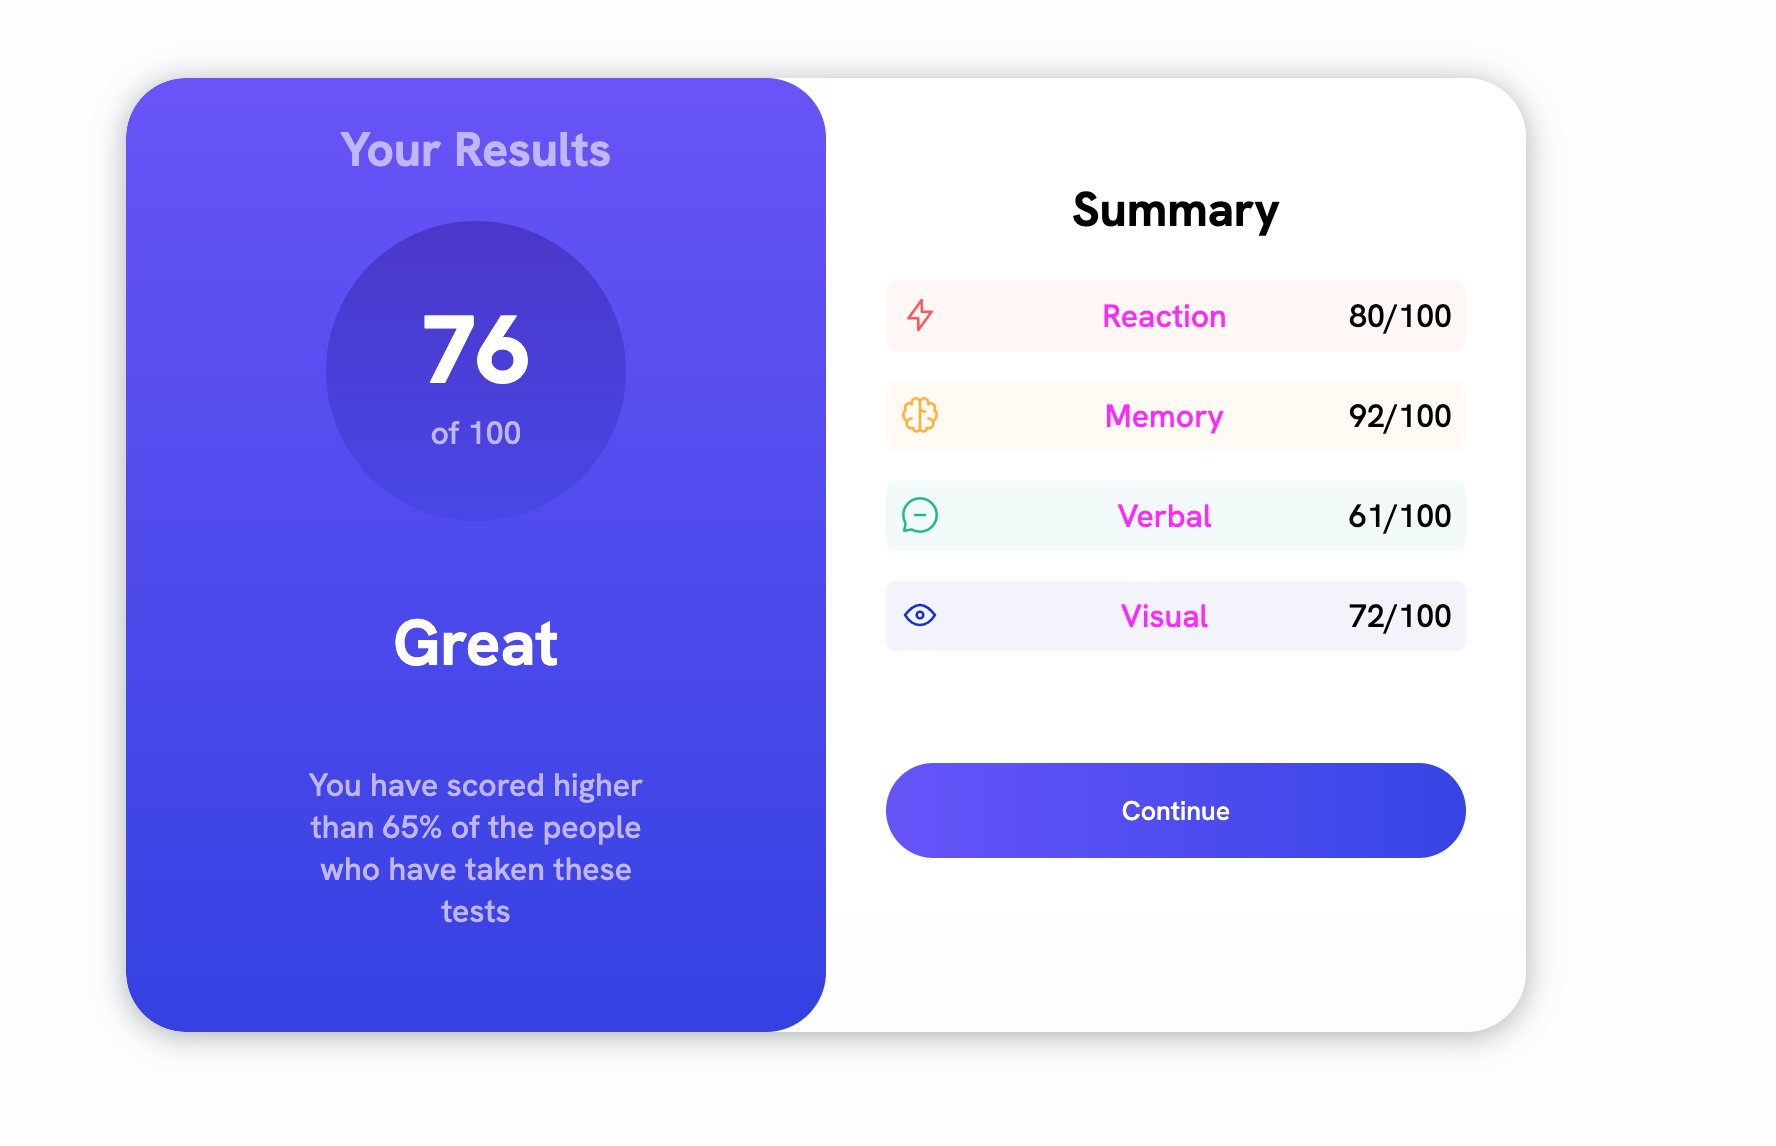 Your Results
76
of 100
Great
You have scored higher
than 65% of the people
who have taken these
tests
Summary
Reaction 80/100
Memory 92/100
Verbal 61/100
Visual 72/100
Continue